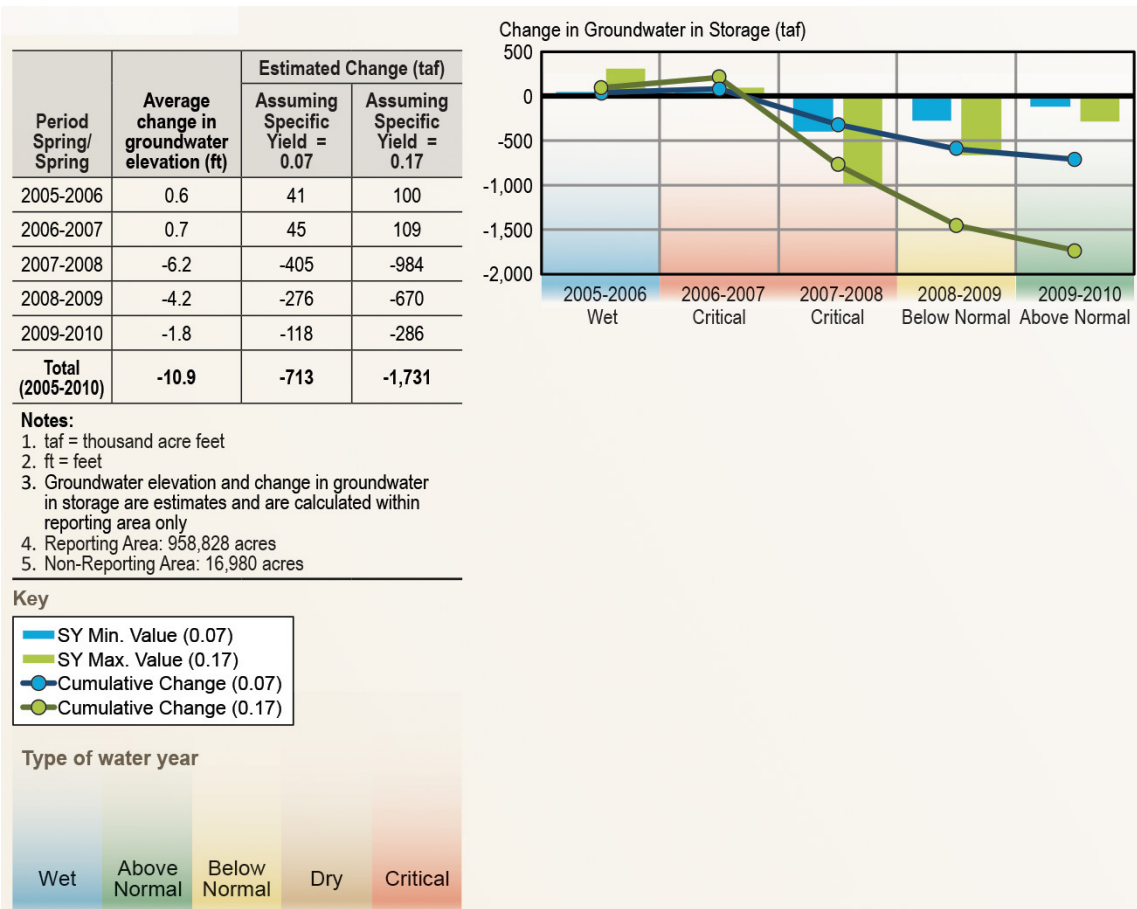 Period Spring/ Spring | Average change in groundwater elevation (ft) | Estimated Change (taf)
Assuming Specific Yield = 0.07 | Assuming Specific Yield = 0.17
2005-2006 | 0.6 | 41 | 100
2006-2007 | 0.7 | 45 | 109
2007-2008 | -6.2 | -405 | -984
2008-2009 | -4.2 | -276 | -670
2009-2010 | -1.8 | -118 | -286
Total (2005-2010) | -10.9 | -713 | -1,731
Notes:
1. taf = thousand acre feet
2. ft = feet
3. Groundwater elevation and change in groundwater
in storage are estimates and are calculated within
reporting area only
4. Reporting Area: 958,828 acres
5. Non-Reporting Area: 16,980 acres
Key
SY Min. Value (0.07)
SY Max. Value (0.17)
Cumulative Change (0.07)
Cumulative Change (0.17)
Type of water year
Wet
Above Normal
Below Normal
Dry
Critical
Change in Groundwater in Storage (taf)
500
0
-500
-1,000
-1,500
-2,000
2005-2006 2006-2007 2007-2008 2008-2009 2009-2010
Wet Critical Critical Below Normal Above Normal